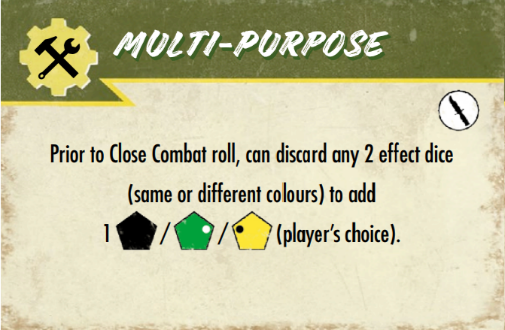 MULTI-PURPOSE
Prior to Close Combat roll, can discard any 2 effect dice
(same or different colours) to add
1 / / (player's choice).